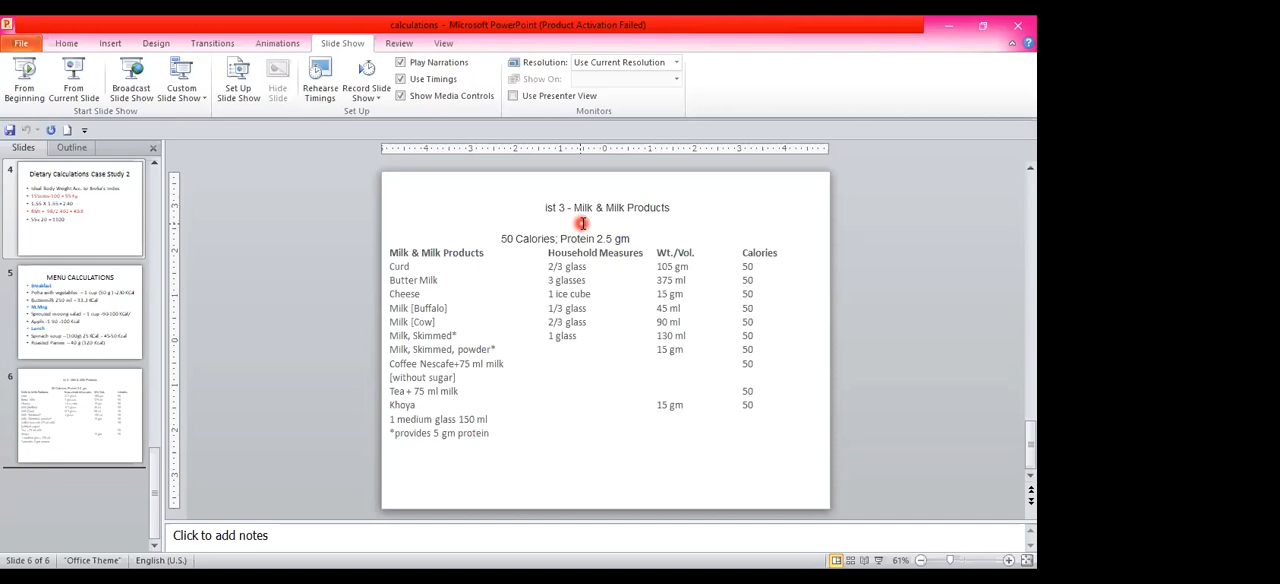 calculations - Microsoft PowerPoint (Product Activation Failed)
File Home Insert Design Transitions Animations Slide Show Review View
From Beginning
From Current Slide
Broadcast Slide Show
Custom Slide Show
Set Up Slide Show
Hide Slide
Rehearse Timings
Record Slide Show
Play Narrations
Use Timings
Show Media Controls
Resolution: Use Current Resolution
Show On:
Use Presenter View
Start Slide Show Set Up Monitors
Slides Outline
4
Dietary Calculations Case Study 2
5
MENU CALCULATIONS
Breakfast
M.Mng
Lunch
6
ist 3 - Milk & Milk Products
50 Calories; Protein 2.5 gm
Milk & Milk Products Household Measures Wt./Vol. Calories
Curd 2/3 glass 105 gm 50
Butter Milk 3 glasses 375 ml 50
Cheese 1 ice cube 15 gm 50
Milk [Buffalo] 1/3 glass 45 ml 50
Milk [Cow] 2/3 glass 90 ml 50
Milk, Skimmed* 1 glass 130 ml 50
Milk, Skimmed, powder* 15 gm 50
Coffee Nescafe+75 ml milk 50
[without sugar]
Tea + 75 ml milk 50
Khoya 15 gm 50
1 medium glass 150 ml
*provides 5 gm protein
Click to add notes
Slide 6 of 6 "Office Theme" English (U.S.) 61%